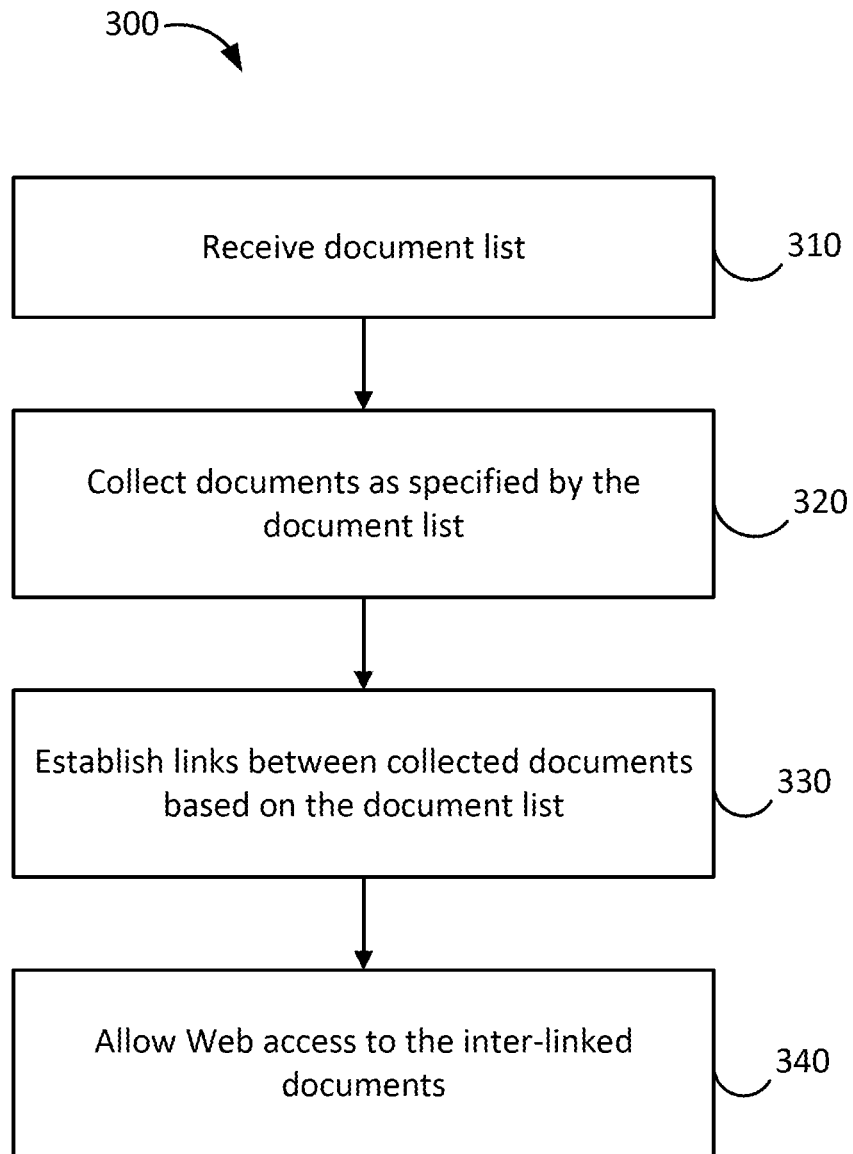 300
Receive document list
310
Collect documents as specified by the
document list
320
Establish links between collected documents
based on the document list
330
Allow Web access to the inter-linked
documents
340